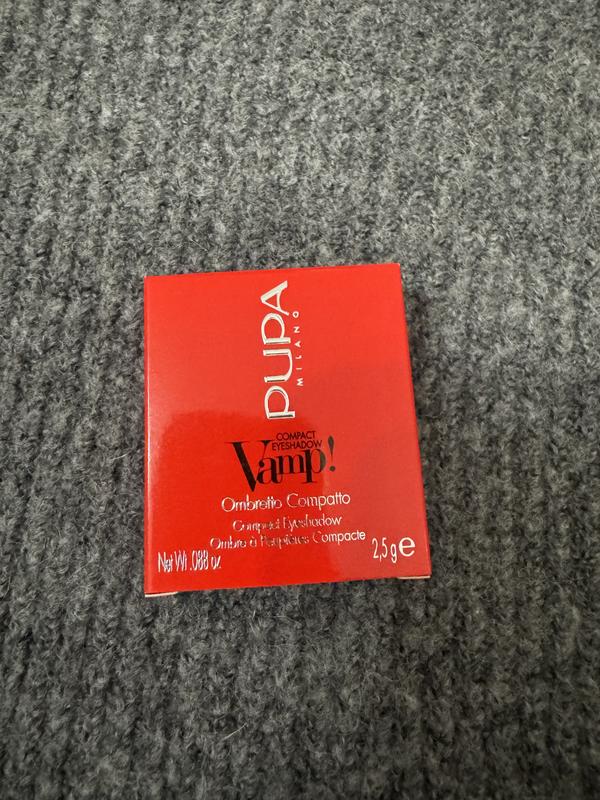 PUPA
MILANO
COMPACT
EYESHADOW
Vamp!
Ombretto Compatto
Compact Eyeshadow
Ombre à Paupières Compacte
Net Wt .088 oz.
2,5 g e